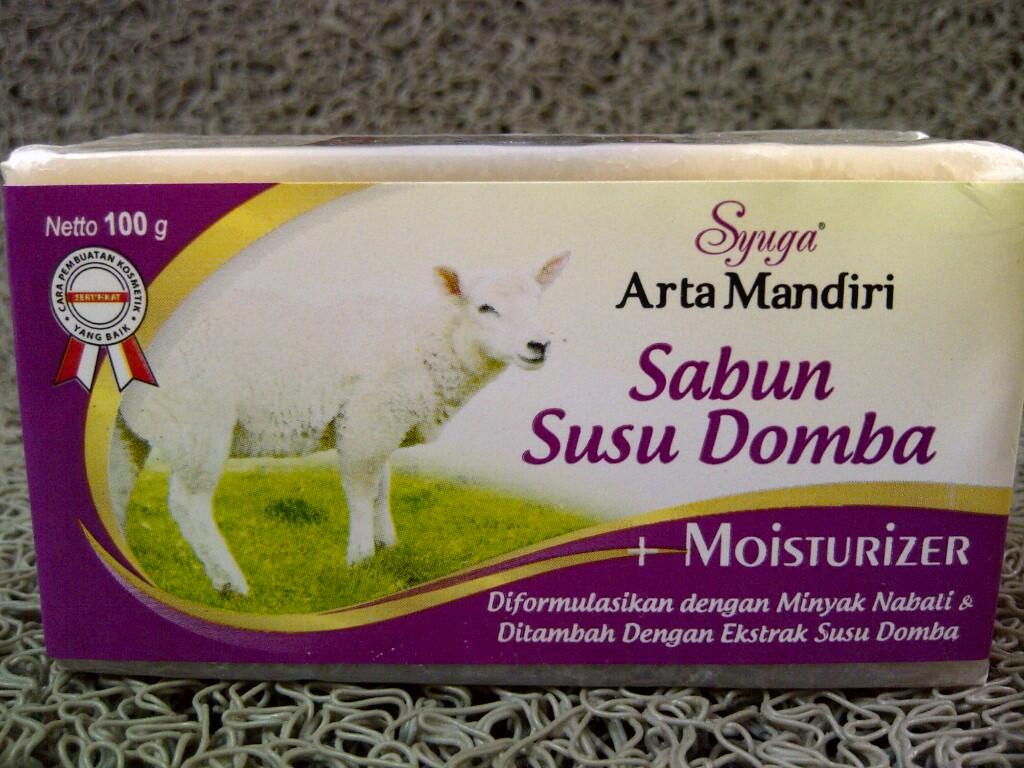 Netto 100 g
CARA PEMBUATAN KOSMETIK
SERTIFIKAT
YANG BAIK
Syuga®
Arta Mandiri
Sabun
Susu Domba
+ MOiSTURiZER
Diformulasikan dengan Minyak Nabati &
Ditambah Dengan Ekstrak Susu Domba